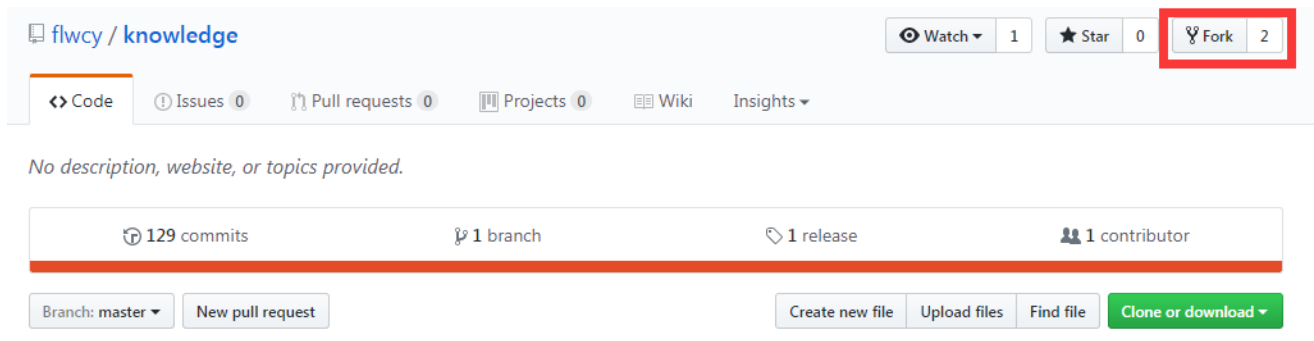 flwcy / knowledge Watch 1 Star 0 Fork 2
Code Issues 0 Pull requests 0 Projects 0 Wiki Insights
No description, website, or topics provided.
129 commits 1 branch 1 release 1 contributor
Branch: master New pull request Create new file Upload files Find file Clone or download